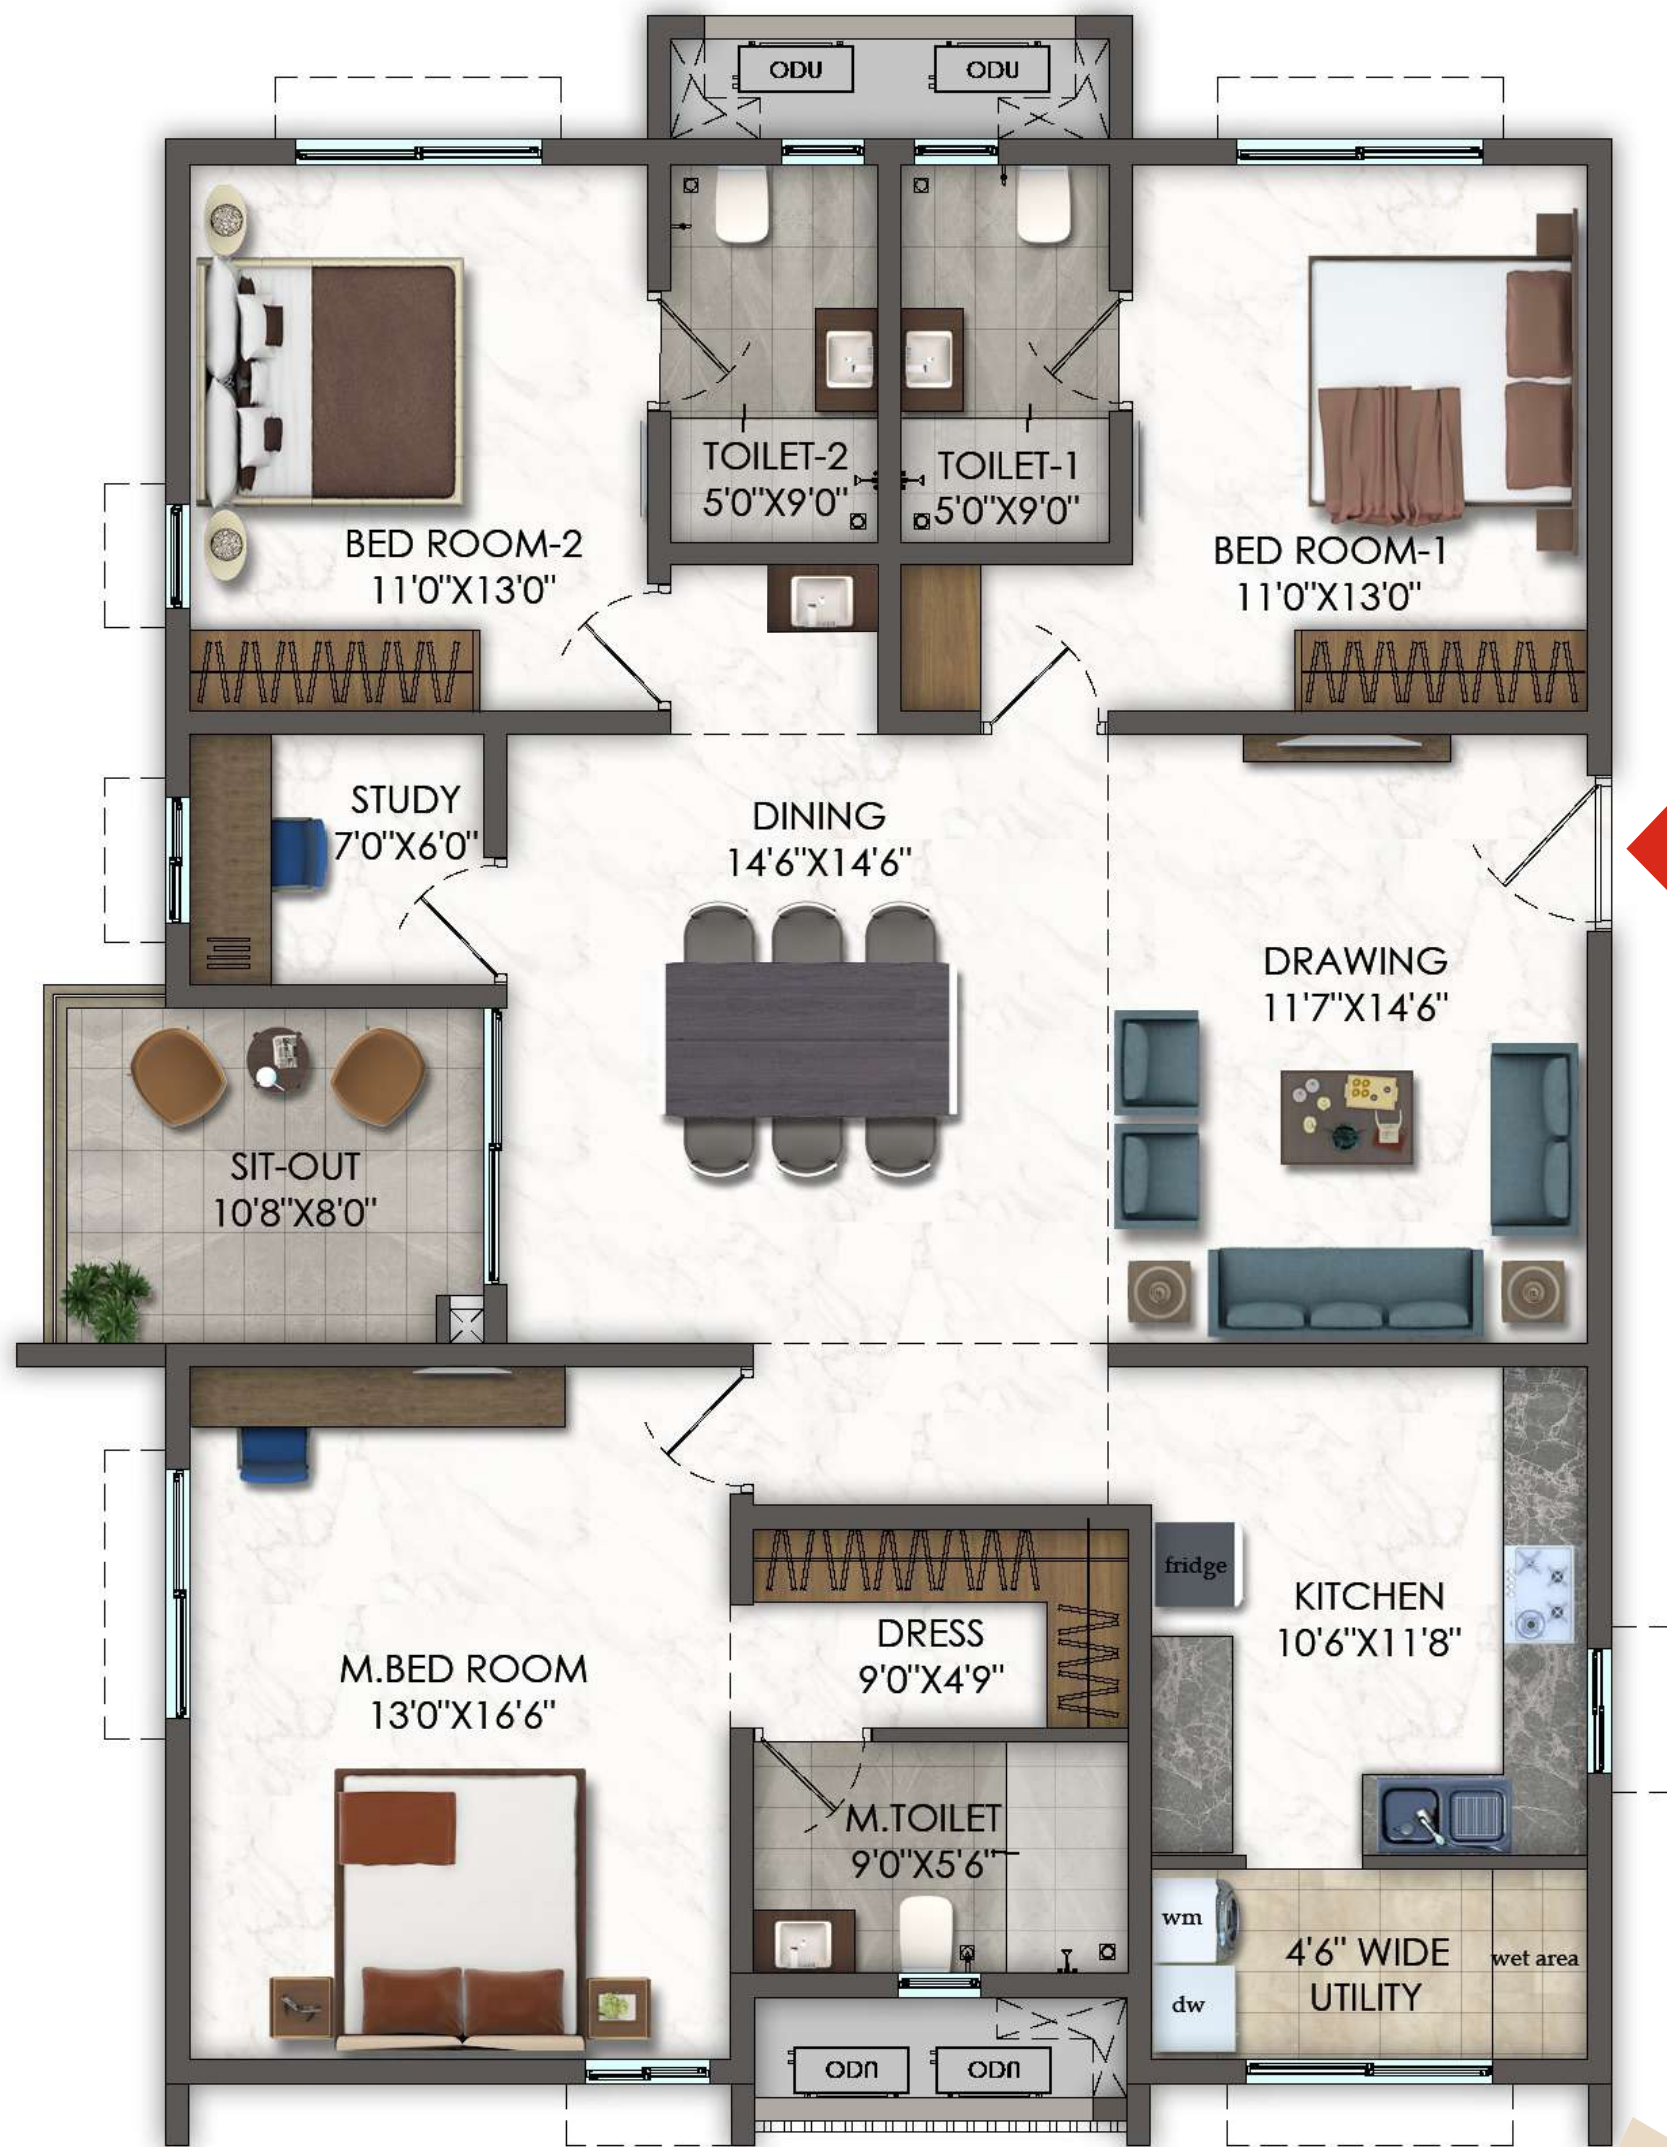 ODU
ODU
TOILET-2
5'0"X9'0"
TOILET-1
5'0"X9'0"
BED ROOM-2
11'0"X13'0"
BED ROOM-1
11'0"X13'0"
STUDY
7'0"X6'0"
DINING
14'6"X14'6"
DRAWING
11'7"X14'6"
SIT-OUT
10'8"X8'0"
fridge
KITCHEN
10'6"X11'8"
DRESS
9'0"X4'9"
M.BED ROOM
13'0"X16'6"
M.TOILET
9'0"X5'6"
wm
4'6" WIDE
UTILITY
wet area
dw
ODU
ODU